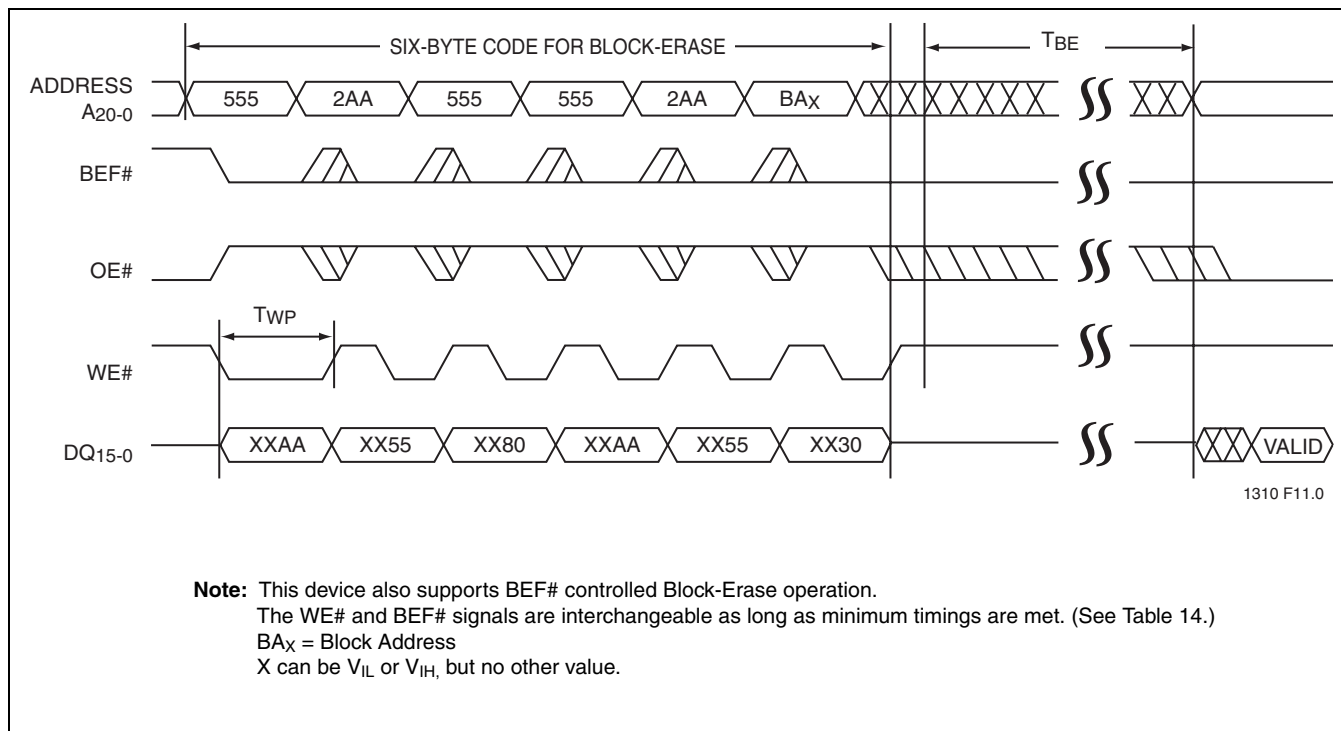 SIX-BYTE CODE FOR BLOCK-ERASE
TBE
ADDRESS
A20-0
555 2AA 555 555 2AA BAX
BEF#
OE#
TWP
WE#
DQ15-0
XXAA XX55 XX80 XXAA XX55 XX30 VALID
1310 F11.0
Note: This device also supports BEF# controlled Block-Erase operation.
The WE# and BEF# signals are interchangeable as long as minimum timings are met. (See Table 14.)
BAX = Block Address
X can be VIL or VIH, but no other value.